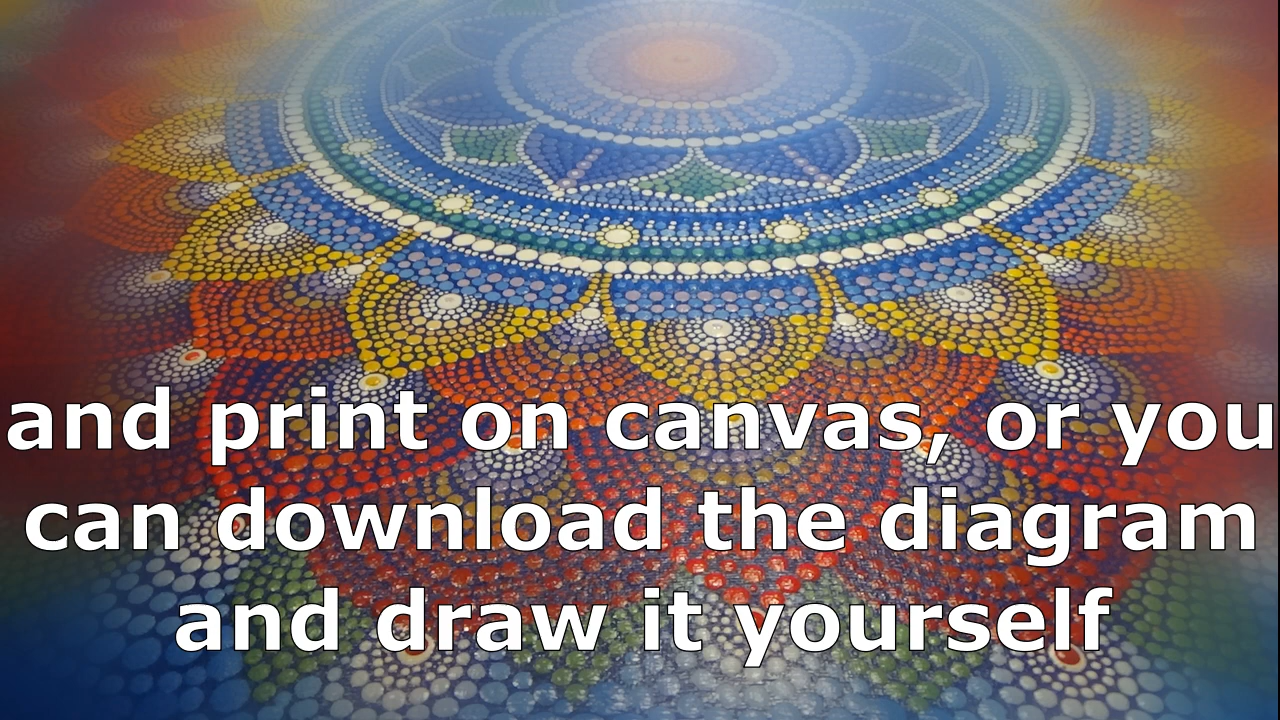 and print on canvas, or you
can download the diagram
and draw it yourself